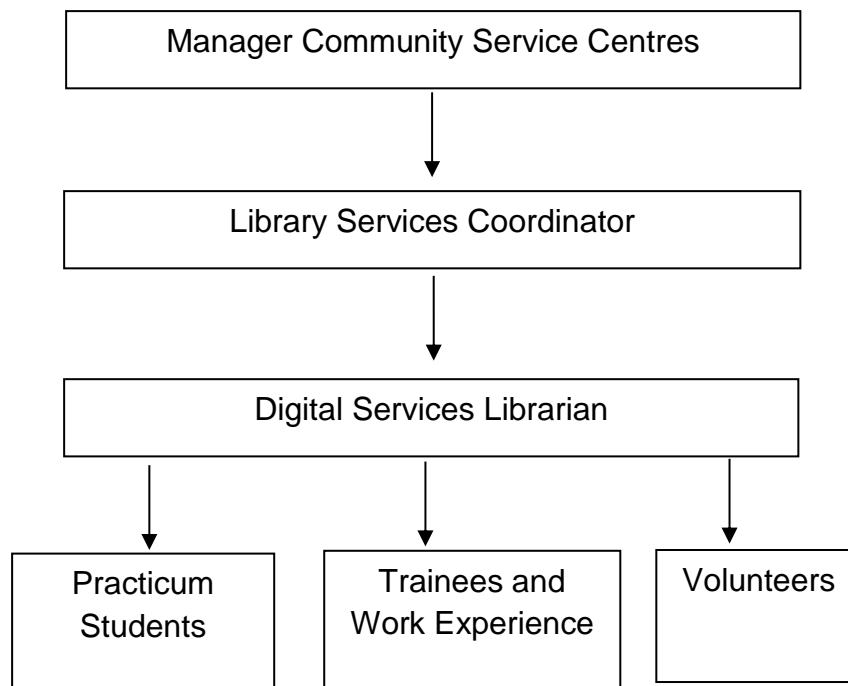 Manager Community Service Centres
Library Services Coordinator
Digital Services Librarian
Practicum
Students
Trainees and
Work Experience
Volunteers